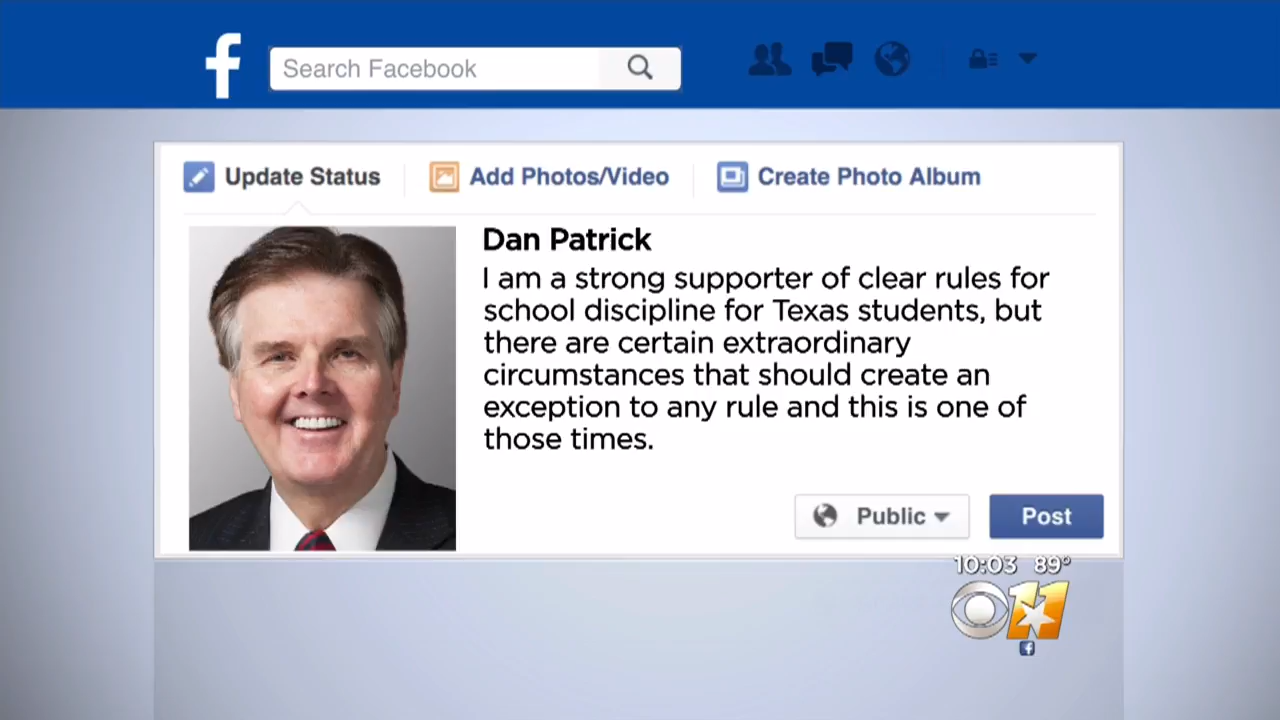 f
Search Facebook
Update Status
Add Photos/Video
Create Photo Album
Dan Patrick
I am a strong supporter of clear rules for
school discipline for Texas students, but
there are certain extraordinary
circumstances that should create an
exception to any rule and this is one of
those times.
Public
Post
10:03 89°
11
f